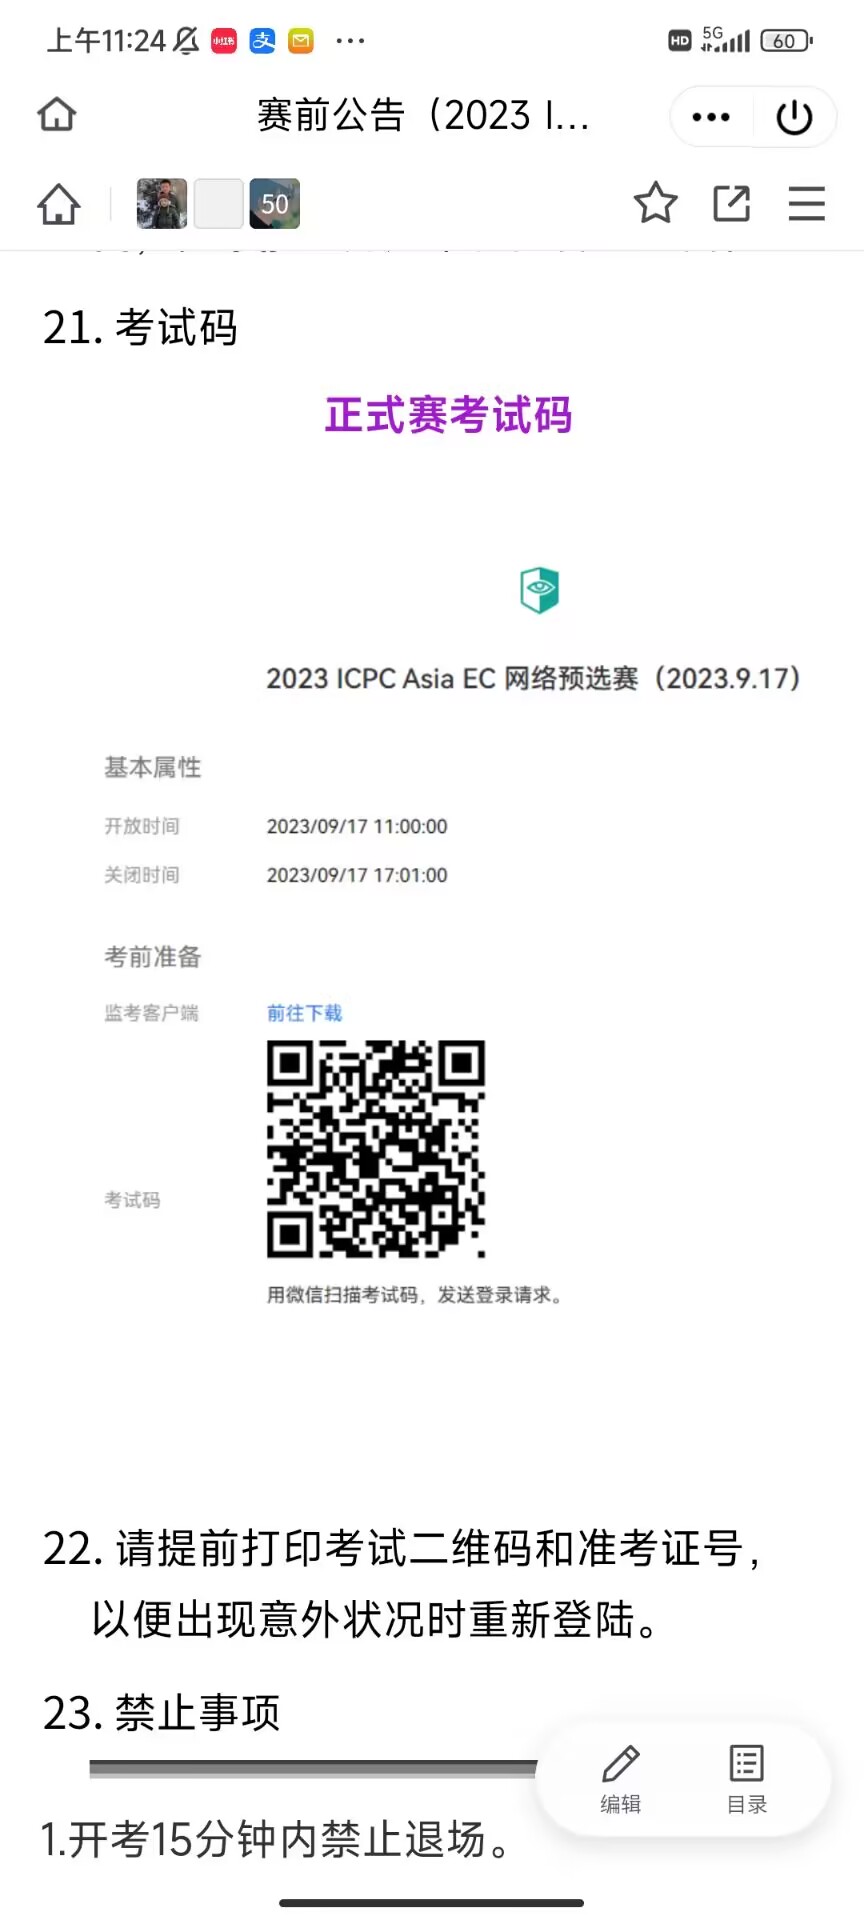 上午11:24 小红书 支 ... HD 5G 60
赛前公告（2023 I...
50
21. 考试码
正式赛考试码
2023 ICPC Asia EC 网络预选赛（2023.9.17）
基本属性
开放时间 2023/09/17 11:00:00
关闭时间 2023/09/17 17:01:00
考前准备
监考客户端 前往下载
考试码
用微信扫描考试码，发送登录请求。
22. 请提前打印考试二维码和准考证号，
以便出现意外状况时重新登陆。
23. 禁止事项
编辑 目录
1.开考15分钟内禁止退场。